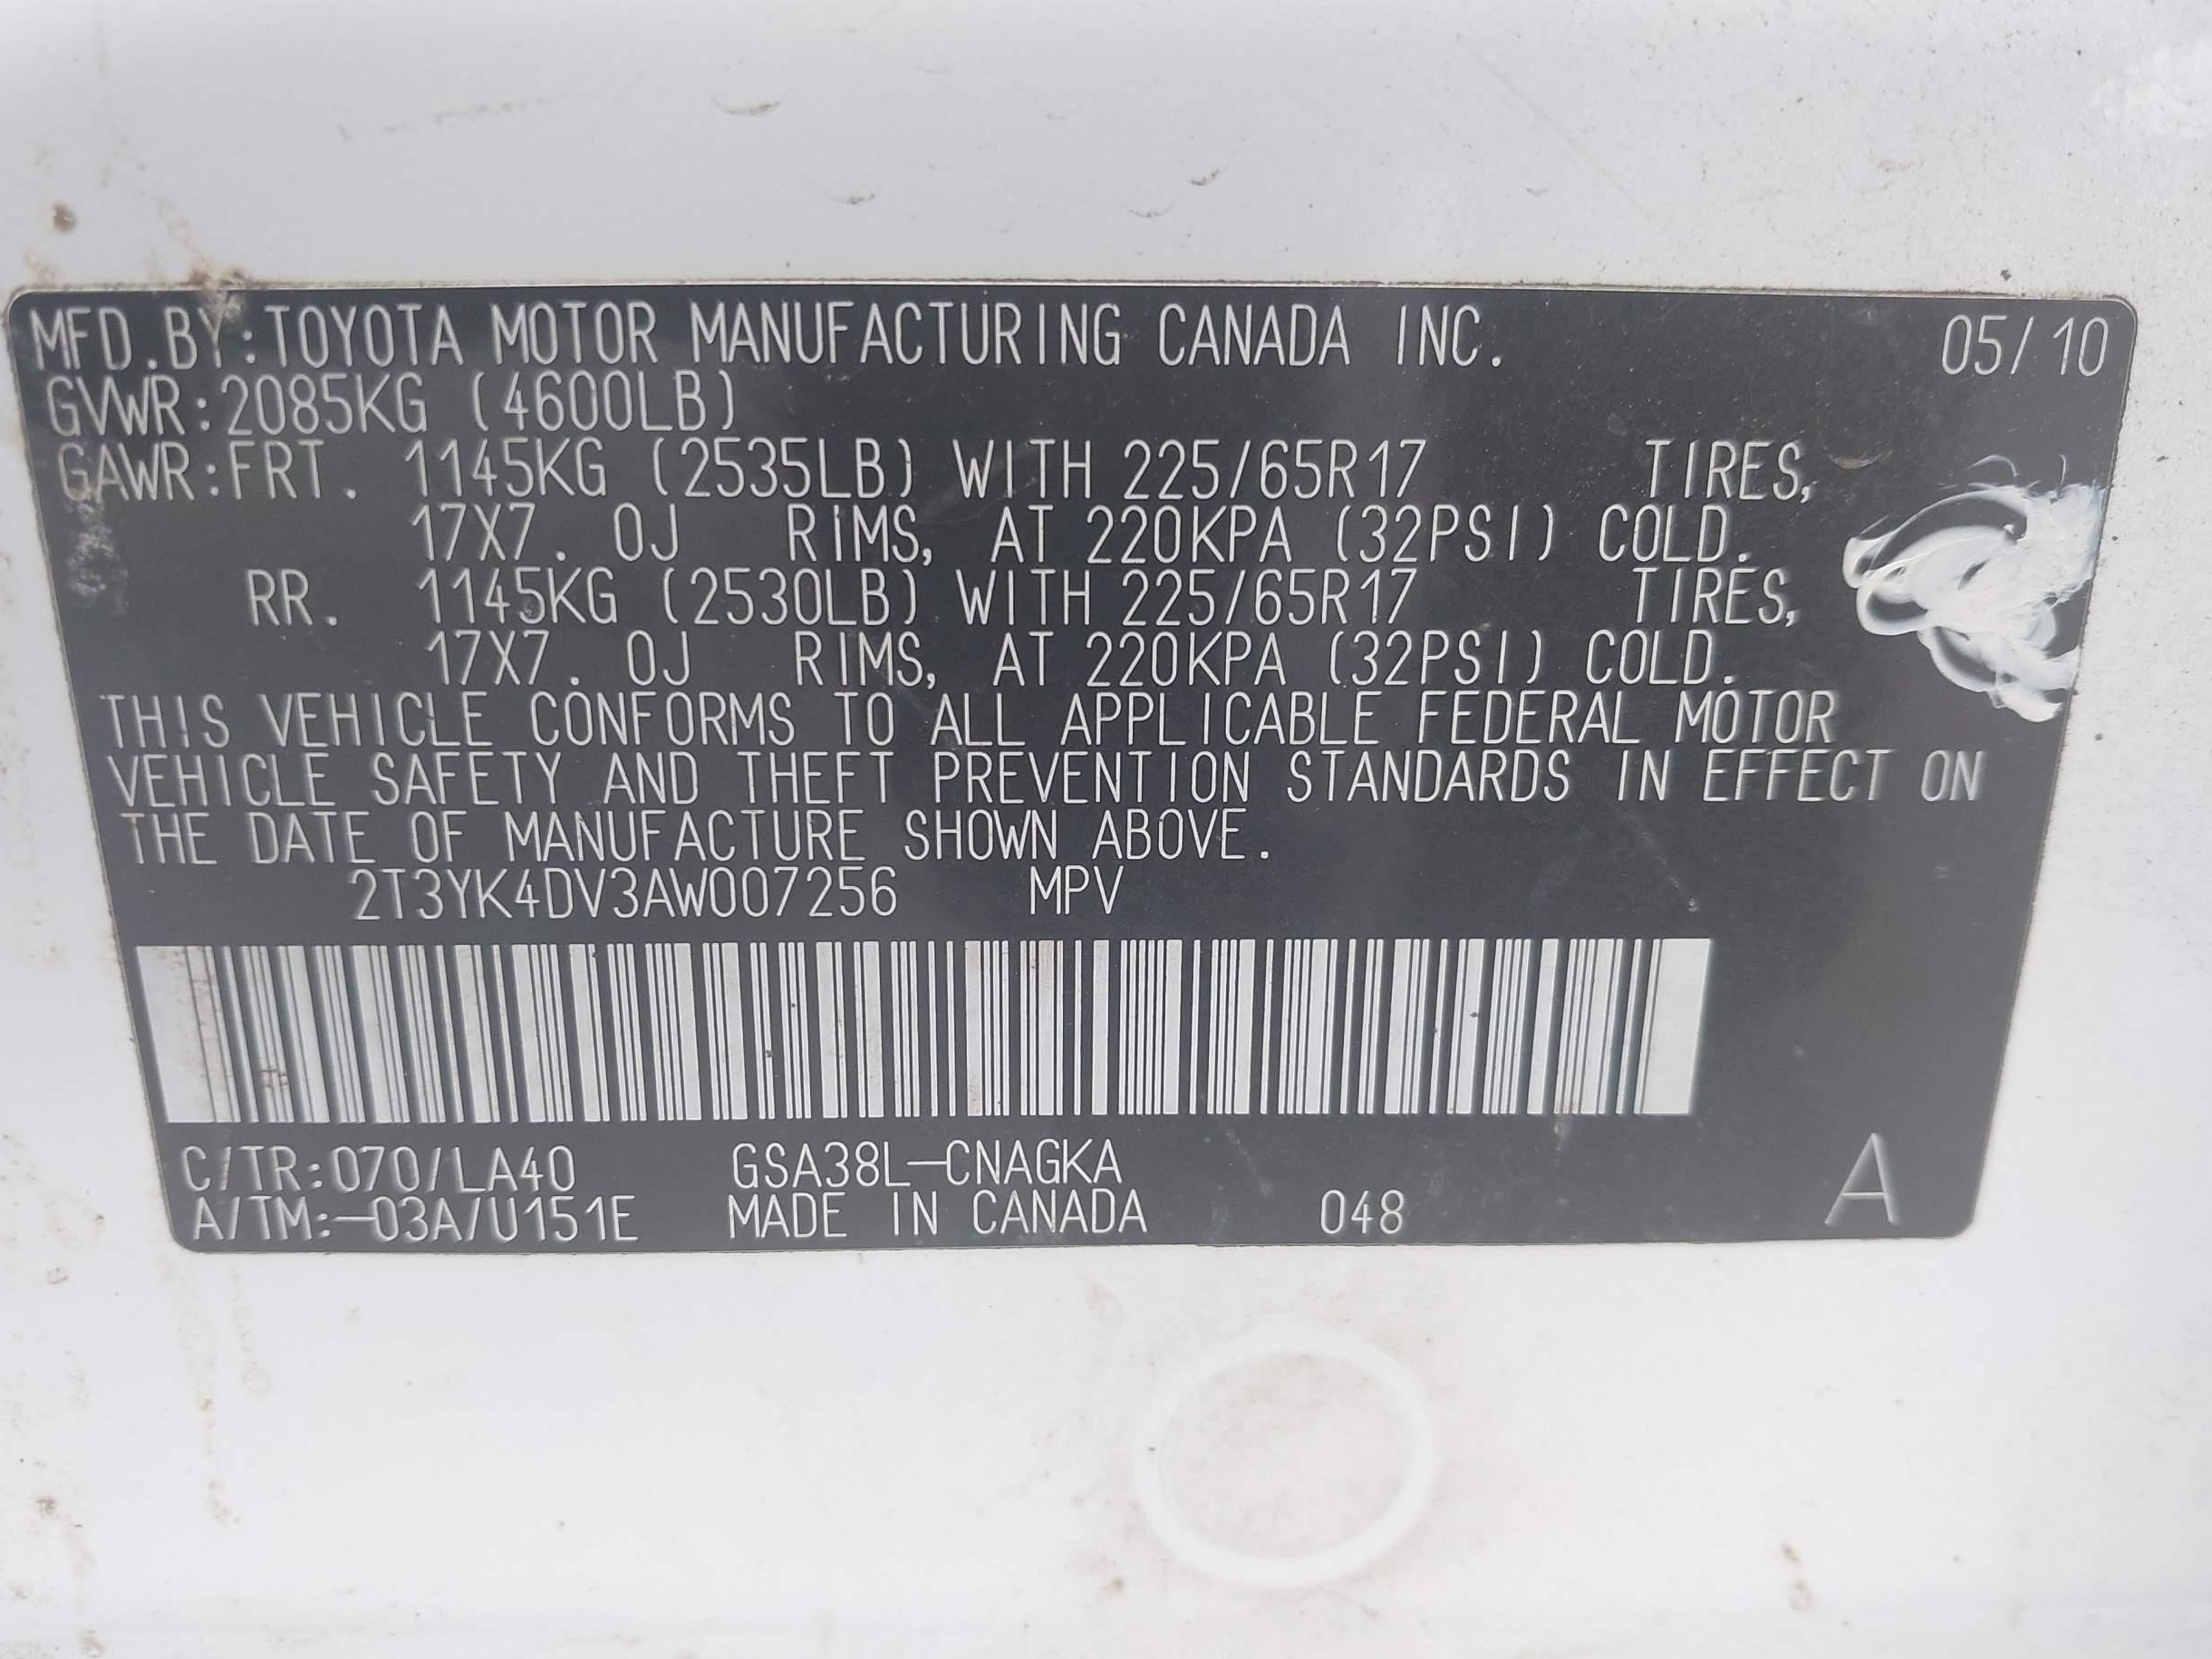 MFD.BY:TOYOTA MOTOR MANUFACTURING CANADA INC. 05/10
GVWR:2085KG (4600LB)
GAWR:FRT. 1145KG (2535LB) WITH 225/65R17 TIRES,
17X7. 0J RIMS, AT 220KPA (32PSI) COLD.
RR. 1145KG (2530LB) WITH 225/65R17 TIRES,
17X7. 0J RIMS, AT 220KPA (32PSI) COLD.
THIS VEHICLE CONFORMS TO ALL APPLICABLE FEDERAL MOTOR
VEHICLE SAFETY AND THEFT PREVENTION STANDARDS IN EFFECT ON
THE DATE OF MANUFACTURE SHOWN ABOVE.
2T3YK4DV3AW007256 MPV
C/TR:070/LA40 GSA38L-CNAGKA
A/TM:-03A/U151E MADE IN CANADA 048 A